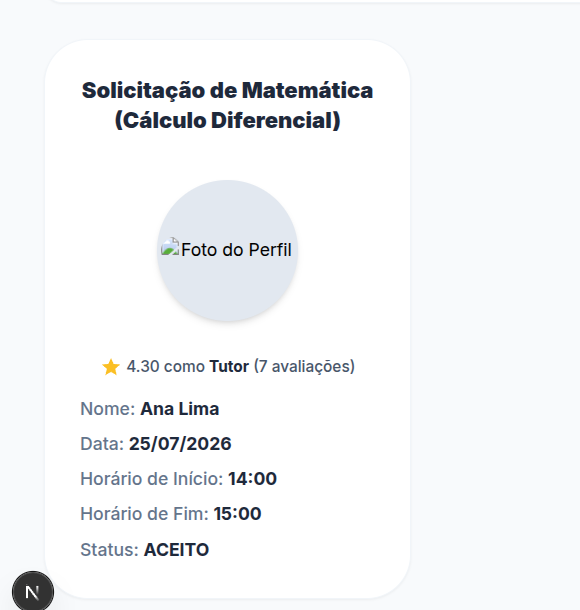 Solicitação de Matemática
(Cálculo Diferencial)
Foto do Perfil
4.30 como Tutor (7 avaliações)
Nome: Ana Lima
Data: 25/07/2026
Horário de Início: 14:00
Horário de Fim: 15:00
Status: ACEITO
N